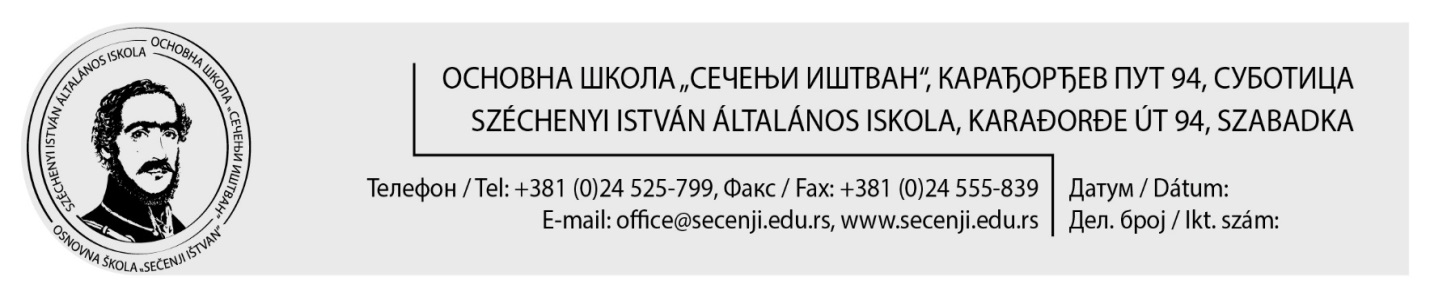 SZÉCHENYI ISTVÁN ÁLTALÁNOS ISKOLA
ОСНОВНА ШКОЛА „СЕЧЕЊИ ИШТВАН“
OSNOVNA ŠKOLA „SEČENJI IŠTVAN“
ОСНОВНА ШКОЛА „СЕЧЕЊИ ИШТВАН“, КАРАЂОРЂЕВ ПУТ 94, СУБОТИЦА
SZÉCHENYI ISTVÁN ÁLTALÁNOS ISKOLA, KARAĐORĐE ÚT 94, SZABADKA
Телефон / Tel: +381 (0)24 525-799, Факс / Fax: +381 (0)24 555-839
E-mail: office@secenji.edu.rs, www.secenji.edu.rs
Датум / Dátum:
Дел. број / Ikt. szám: